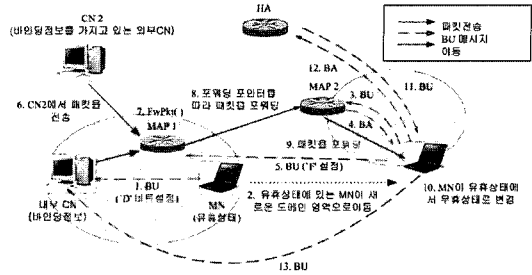 CN 2
(바인딩정보를 가지고 있는 외부CN)
HA
패킷전송
BU 메시지
이동
12. BA
MAP 2
3. BU
11. BU
4. BA
8. 포워딩 포인터를
따라 패킷을 포워딩
6. CN2에서 패킷을
전송
7. FwPkt( )
MAP 1
9. 패킷을 포워딩
5. BU ('F' 설정)
1. BU
('D' 비트설정)
내부 CN
(바인딩정보)
MN
(유휴상태)
2. 유휴상태에 있는 MN이 새
로운 도메인 영역으로이동
10. MN이 유휴상태에
서 무휴상태로 변경
13. BU